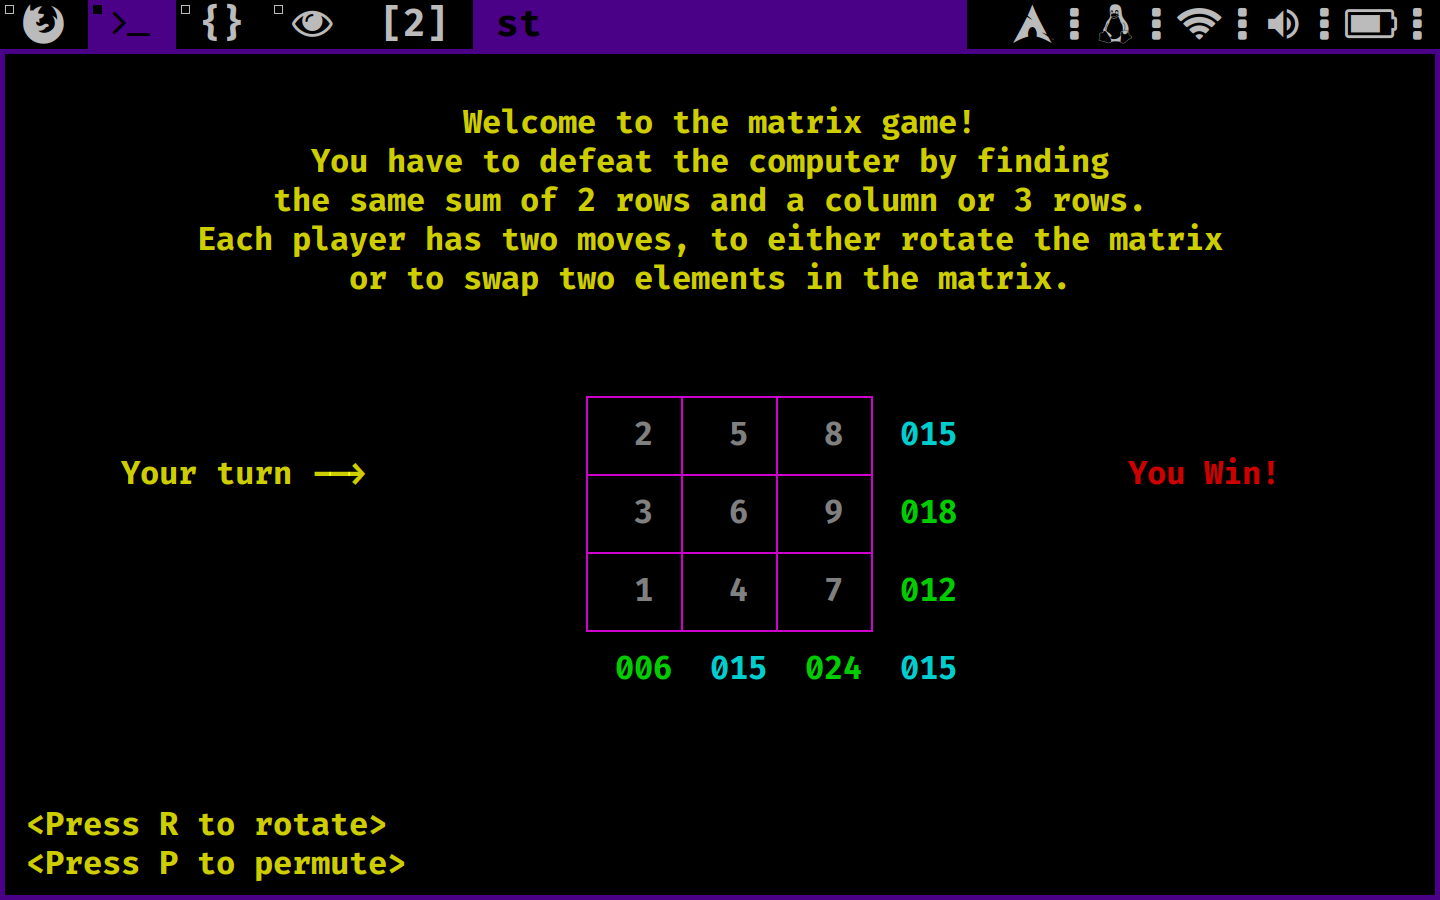 >_ {} [2] st
Welcome to the matrix game!
You have to defeat the computer by finding
the same sum of 2 rows and a column or 3 rows.
Each player has two moves, to either rotate the matrix
or to swap two elements in the matrix.
2 5 8 015
Your turn ⟶ You Win!
3 6 9 018
1 4 7 012
006 015 024 015
<Press R to rotate>
<Press P to permute>